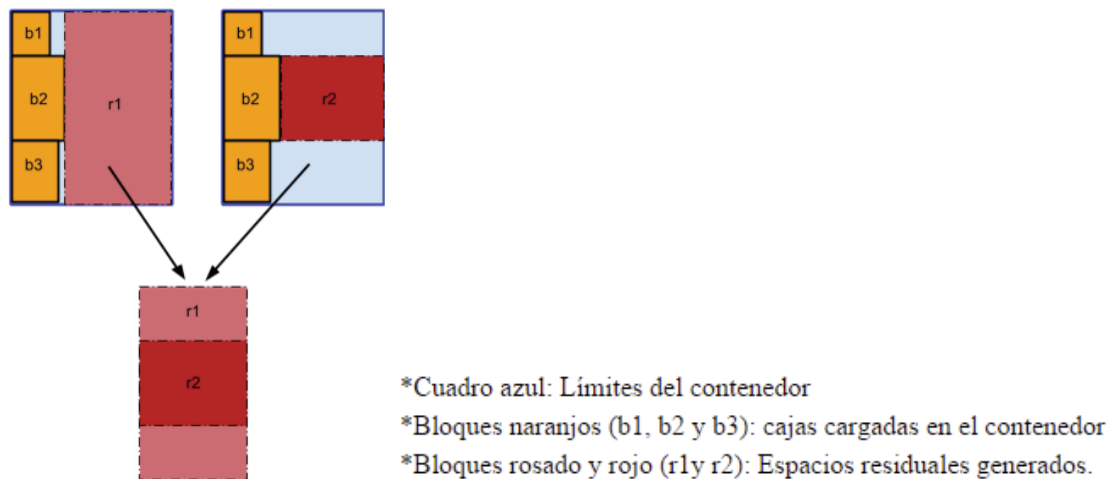 b1
b2
b3
r1
b1
b2
b3
r2
r1
r2
*Cuadro azul: Límites del contenedor
*Bloques naranjos (b1, b2 y b3): cajas cargadas en el contenedor
*Bloques rosado y rojo (r1y r2): Espacios residuales generados.